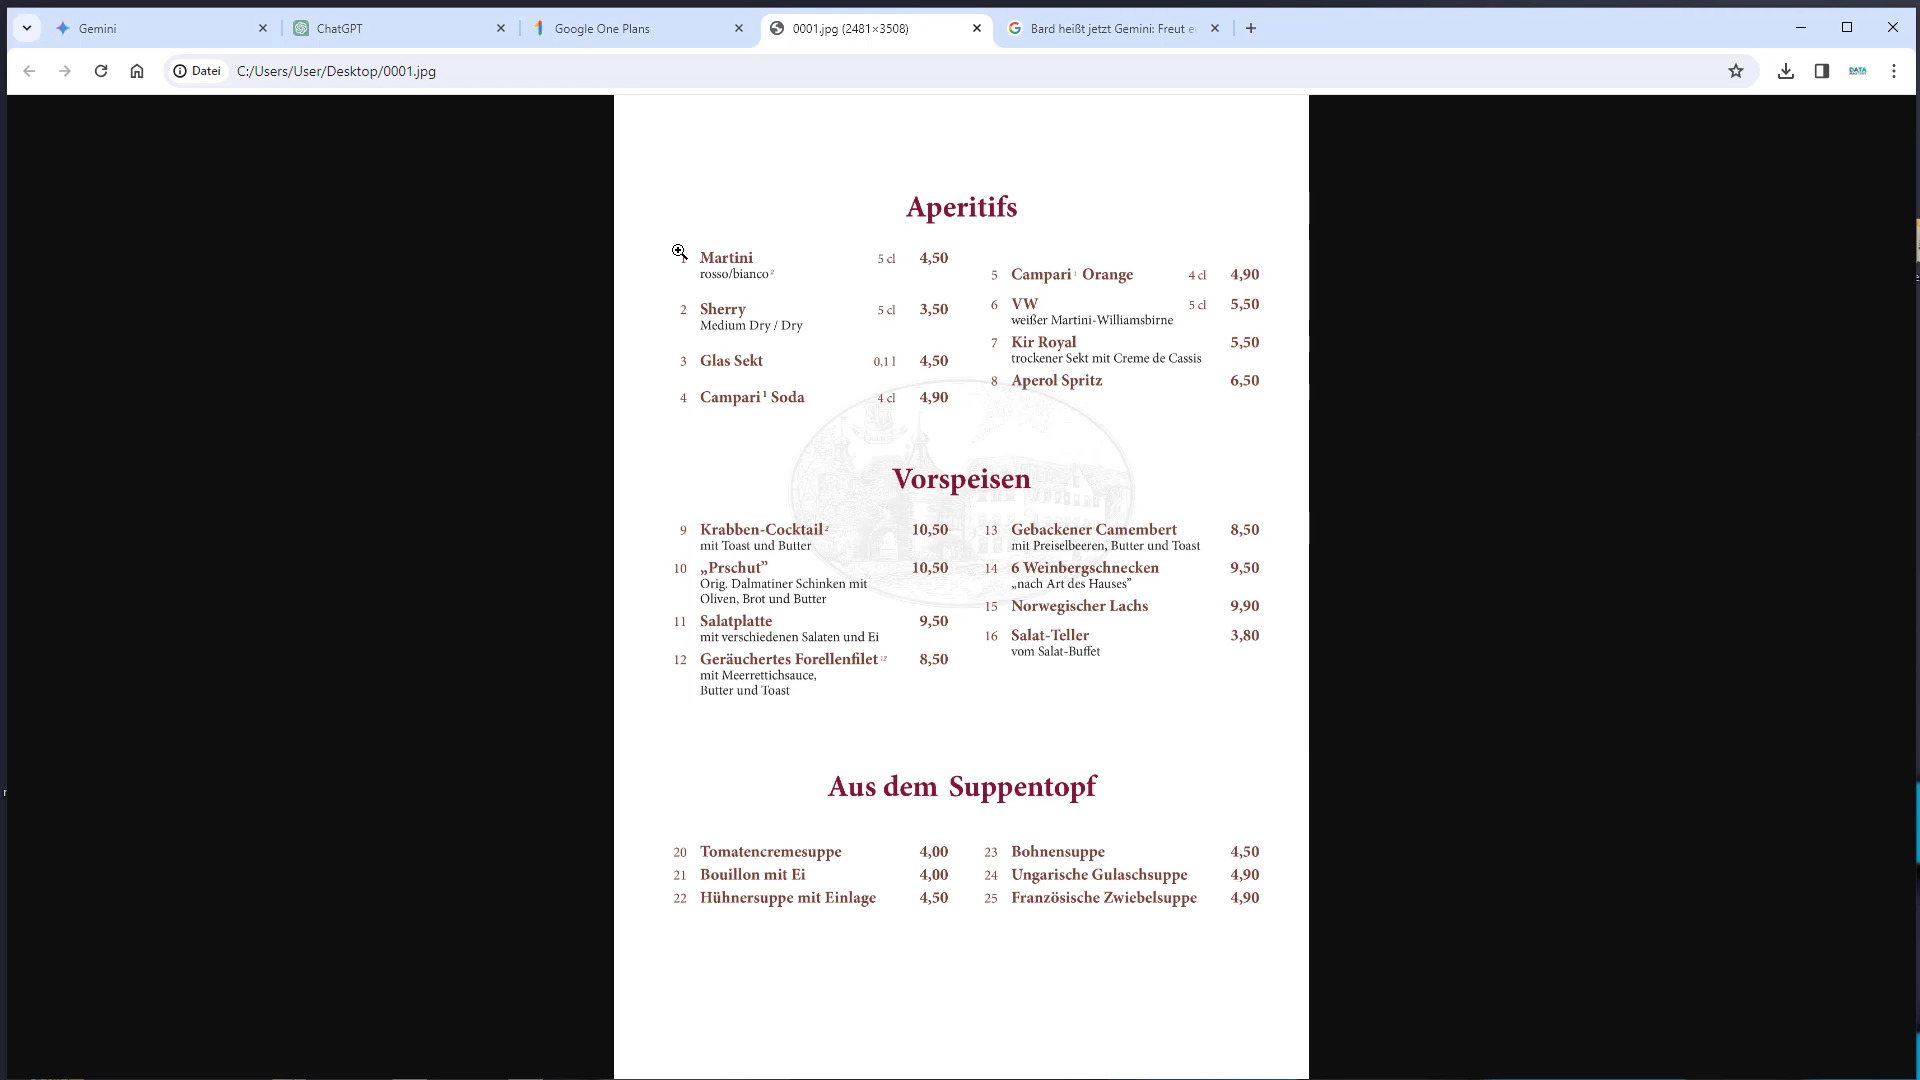 Gemini
ChatGPT
Google One Plans
0001.jpg (2481×3508)
Bard heißt jetzt Gemini: Freut e
Datei
C:/Users/User/Desktop/0001.jpg
DATA
Aperitifs
1 Martini 5 cl 4,50
rosso/bianco ²
2 Sherry 5 cl 3,50
Medium Dry / Dry
3 Glas Sekt 0,1 l 4,50
4 Campari ¹ Soda 4 cl 4,90
5 Campari ¹ Orange 4 cl 4,90
6 VW 5 cl 5,50
weißer Martini-Williamsbirne
7 Kir Royal 5,50
trockener Sekt mit Creme de Cassis
8 Aperol Spritz 6,50
Vorspeisen
9 Krabben-Cocktail ² 10,50
mit Toast und Butter
10 „Prschut” 10,50
Orig. Dalmatiner Schinken mit
Oliven, Brot und Butter
11 Salatplatte 9,50
mit verschiedenen Salaten und Ei
12 Geräuchertes Forellenfilet 8,50
mit Meerrettichsauce,
Butter und Toast
13 Gebackener Camembert 8,50
mit Preiselbeeren, Butter und Toast
14 6 Weinbergschnecken 9,50
„nach Art des Hauses”
15 Norwegischer Lachs 9,90
16 Salat-Teller 3,80
vom Salat-Buffet
Aus dem Suppentopf
20 Tomatencremesuppe 4,00
21 Bouillon mit Ei 4,00
22 Hühnersuppe mit Einlage 4,50
23 Bohnensuppe 4,50
24 Ungarische Gulaschsuppe 4,90
25 Französische Zwiebelsuppe 4,90